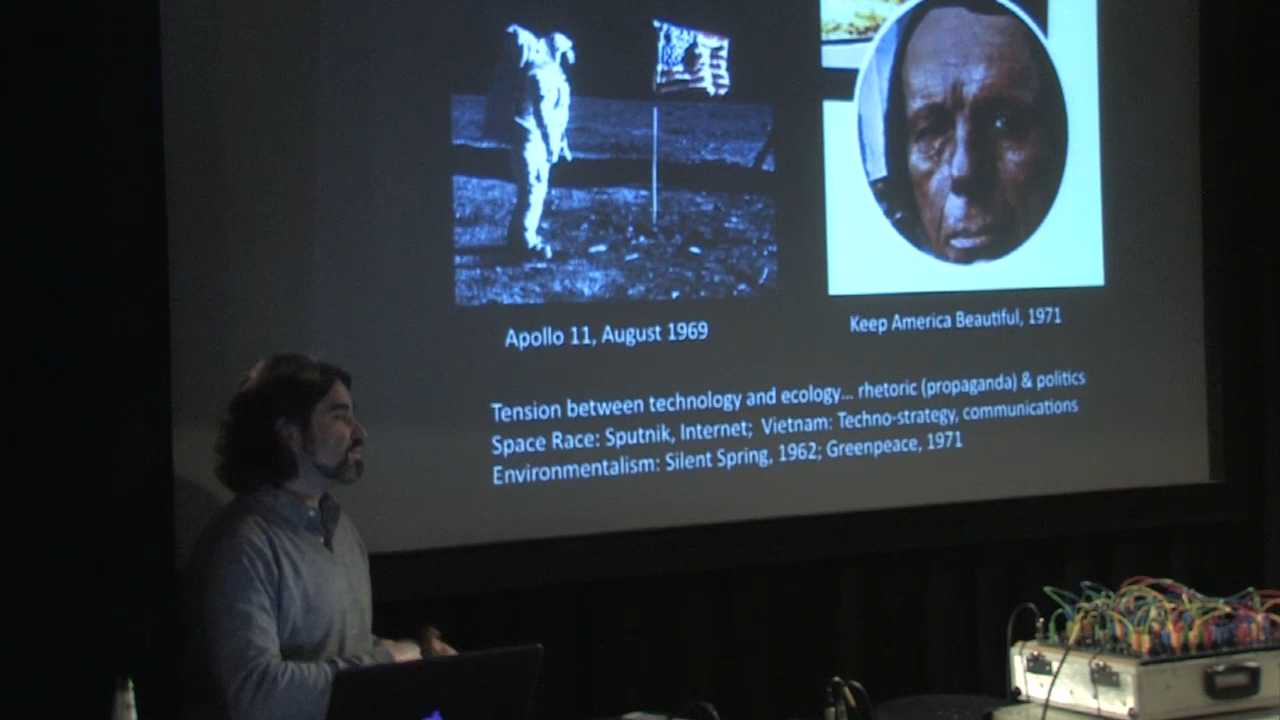 Apollo 11, August 1969
Keep America Beautiful, 1971
Tension between technology and ecology... rhetoric (propaganda) & politics
Space Race: Sputnik, Internet; Vietnam: Techno-strategy, communications
Environmentalism: Silent Spring, 1962; Greenpeace, 1971